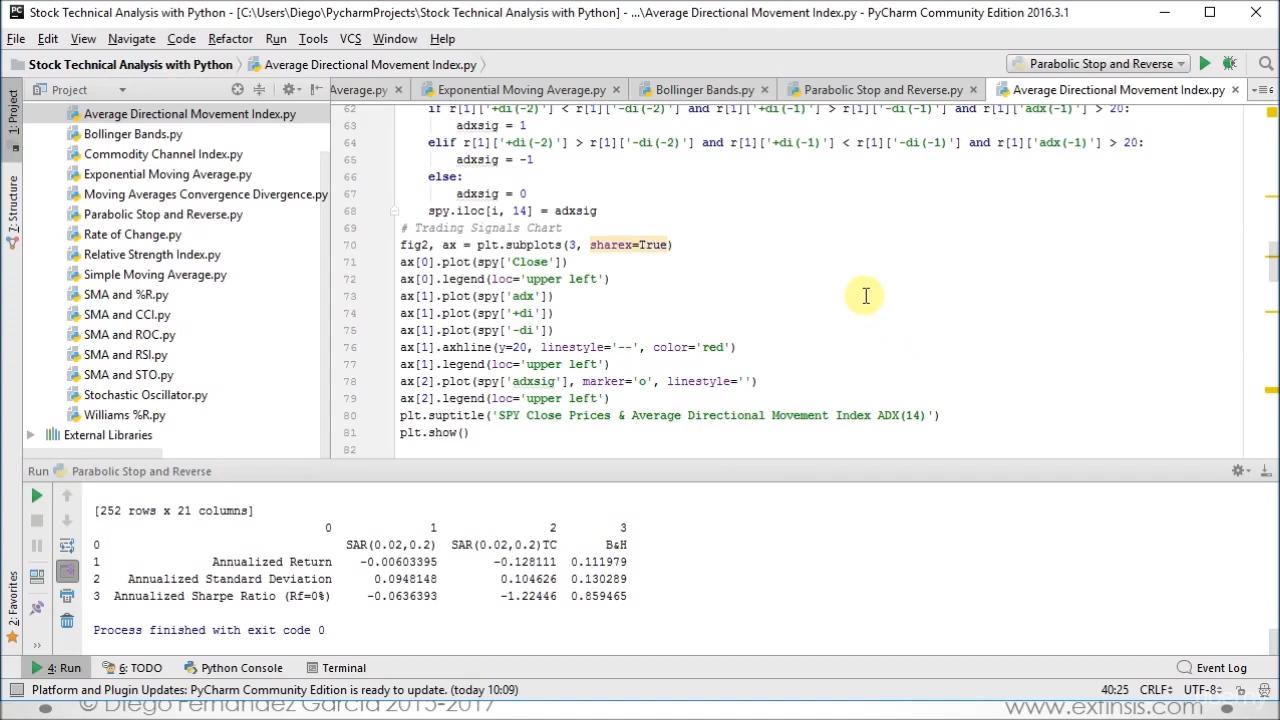 Stock Technical Analysis with Python - [C:\Users\Diego\PycharmProjects\Stock Technical Analysis with Python] - ...\Average Directional Movement Index.py - PyCharm Community Edition 2016.3.1
File Edit View Navigate Code Refactor Run Tools VCS Window Help
Stock Technical Analysis with Python Average Directional Movement Index.py Parabolic Stop and Reverse
Project Average.py Exponential Moving Average.py Bollinger Bands.py Parabolic Stop and Reverse.py Average Directional Movement Index.py
1: Project
7: Structure
2: Favorites
Average Directional Movement Index.py
Bollinger Bands.py
Commodity Channel Index.py
Exponential Moving Average.py
Moving Averages Convergence Divergence.py
Parabolic Stop and Reverse.py
Rate of Change.py
Relative Strength Index.py
Simple Moving Average.py
SMA and %R.py
SMA and CCI.py
SMA and ROC.py
SMA and RSI.py
SMA and STO.py
Stochastic Oscillator.py
Williams %R.py
External Libraries
62 if r[1]['+di(-2)'] < r[1]['-di(-2)'] and r[1]['+di(-1)'] > r[1]['-di(-1)'] and r[1]['adx(-1)'] > 20:
63 adxsig = 1
64 elif r[1]['+di(-2)'] > r[1]['-di(-2)'] and r[1]['+di(-1)'] < r[1]['-di(-1)'] and r[1]['adx(-1)'] > 20:
65 adxsig = -1
66 else:
67 adxsig = 0
68 spy.iloc[i, 14] = adxsig
69 # Trading Signals Chart
70 fig2, ax = plt.subplots(3, sharex=True)
71 ax[0].plot(spy['Close'])
72 ax[0].legend(loc='upper left')
73 ax[1].plot(spy['adx'])
74 ax[1].plot(spy['+di'])
75 ax[1].plot(spy['-di'])
76 ax[1].axhline(y=20, linestyle='--', color='red')
77 ax[1].legend(loc='upper left')
78 ax[2].plot(spy['adxsig'], marker='o', linestyle='')
79 ax[2].legend(loc='upper left')
80 plt.suptitle('SPY Close Prices & Average Directional Movement Index ADX(14)')
81 plt.show()
82
Run Parabolic Stop and Reverse
[252 rows x 21 columns]
0 1 2 3
0 SAR(0.02,0.2) SAR(0.02,0.2)TC B&H
1 Annualized Return -0.00603395 -0.128111 0.111979
2 Annualized Standard Deviation 0.0948148 0.104626 0.130289
3 Annualized Sharpe Ratio (Rf=0%) -0.0636393 -1.22446 0.859465
Process finished with exit code 0
4: Run 6: TODO Python Console Terminal Event Log
Platform and Plugin Updates: PyCharm Community Edition is ready to update. (today 10:09) 40:25 CRLF UTF-8
© Diego Fernández García 2015-2017 www.exfinsis.com